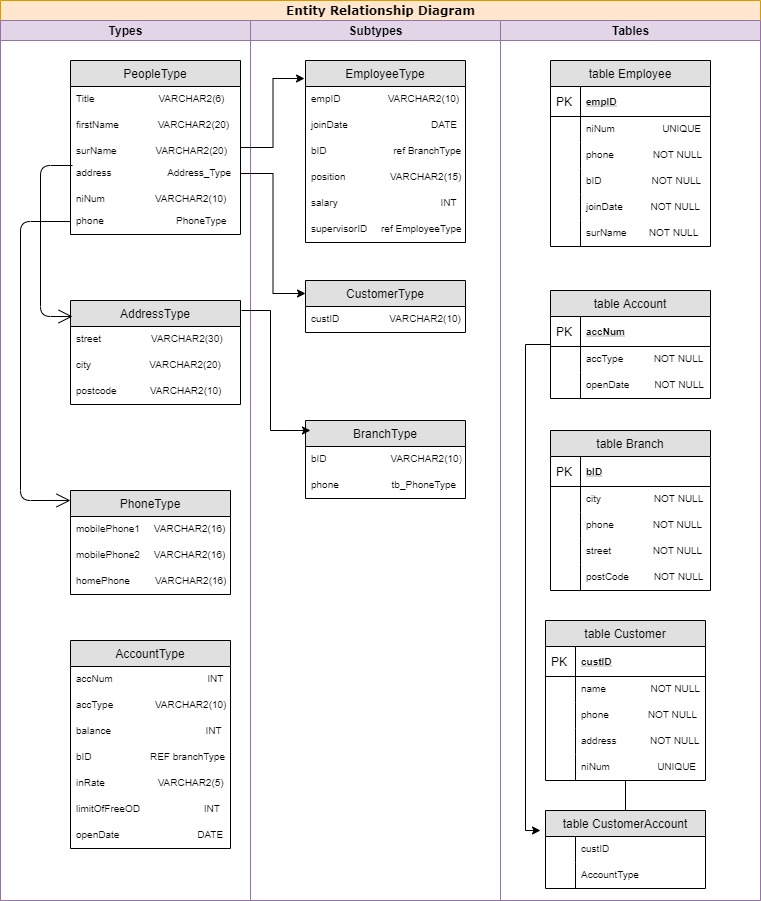 Entity Relationship Diagram
Types
Subtypes
Tables
PeopleType
Title VARCHAR2(6)
firstName VARCHAR2(20)
surName VARCHAR2(20)
address Address_Type
niNum VARCHAR2(10)
phone PhoneType
AddressType
street VARCHAR2(30)
city VARCHAR2(20)
postcode VARCHAR2(10)
PhoneType
mobilePhone1 VARCHAR2(16)
mobilePhone2 VARCHAR2(16)
homePhone VARCHAR2(16)
AccountType
accNum INT
accType VARCHAR2(10)
balance INT
bID REF branchType
inRate VARCHAR2(5)
limitOfFreeOD INT
openDate DATE
EmployeeType
empID VARCHAR2(10)
joinDate DATE
bID ref BranchType
position VARCHAR2(15)
salary INT
supervisorID ref EmployeeType
CustomerType
custID VARCHAR2(10)
BranchType
bID VARCHAR2(10)
phone tb_PhoneType
table Employee
PK empID
niNum UNIQUE
phone NOT NULL
bID NOT NULL
joinDate NOT NULL
surName NOT NULL
table Account
PK accNum
accType NOT NULL
openDate NOT NULL
table Branch
PK bID
city NOT NULL
phone NOT NULL
street NOT NULL
postCode NOT NULL
table Customer
PK custID
name NOT NULL
phone NOT NULL
address NOT NULL
niNum UNIQUE
table CustomerAccount
custID
AccountType